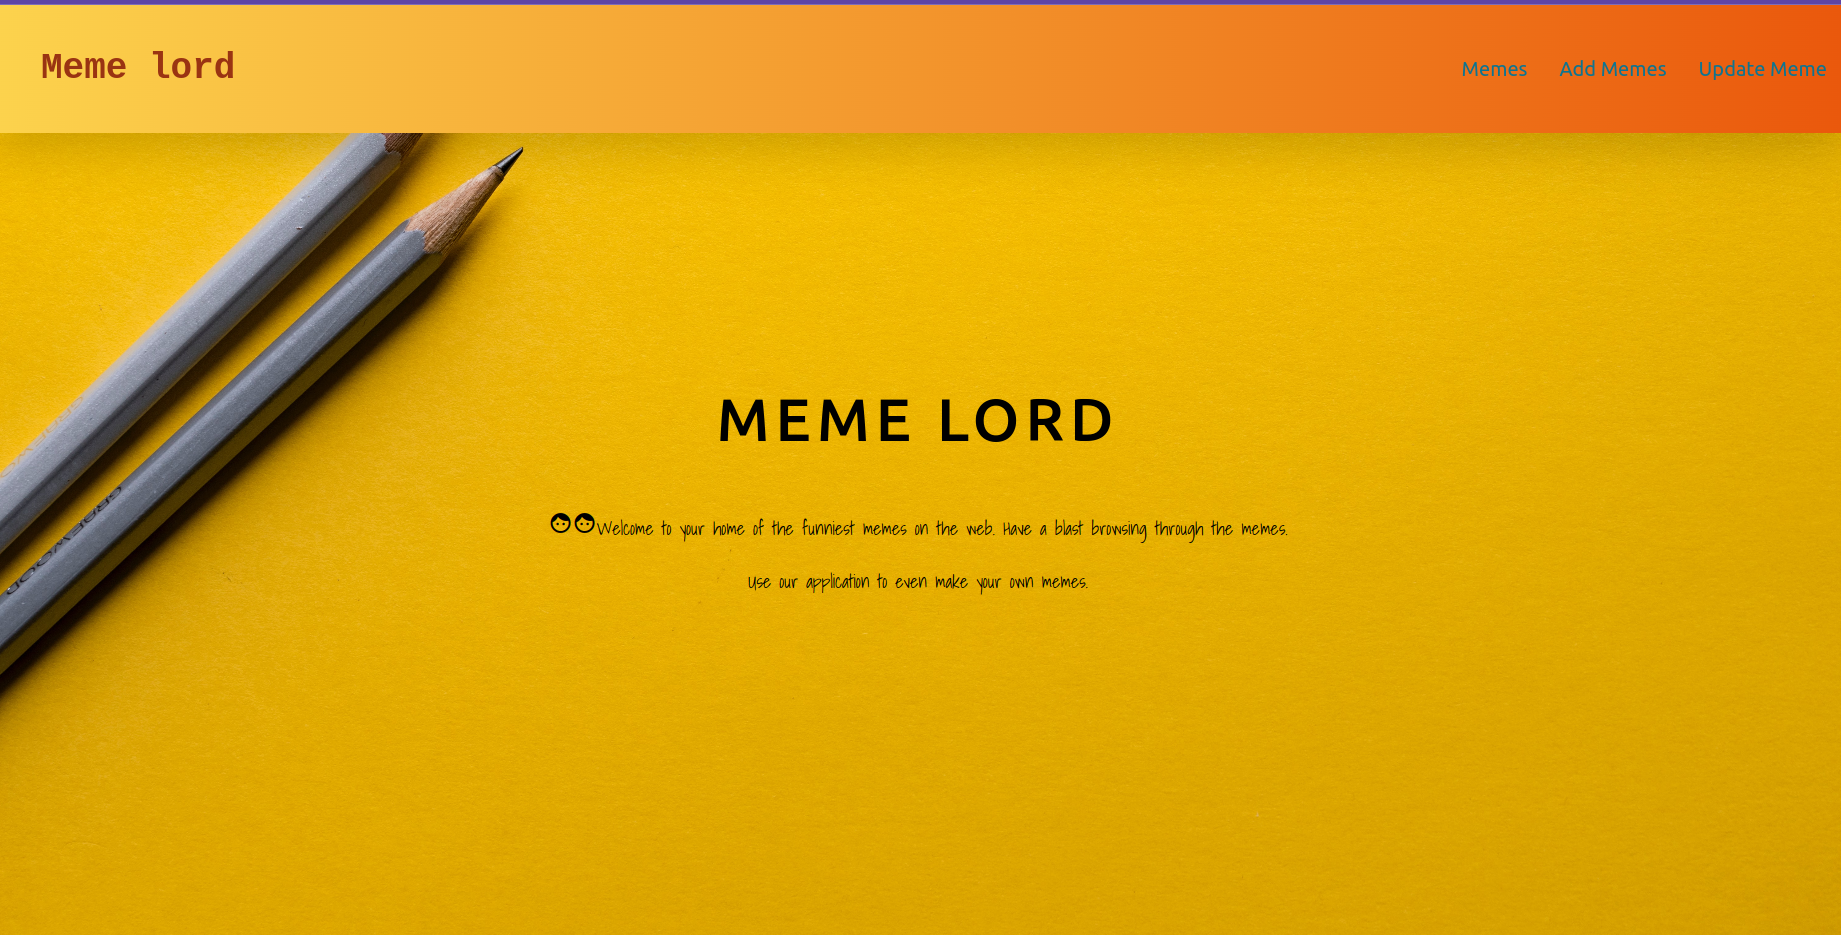 Meme lord
Memes Add Memes Update Meme
GREYWOOD
MEME LORD
Welcome to your home of the funniest memes on the web. Have a blast browsing through the memes.
Use our application to even make your own memes.